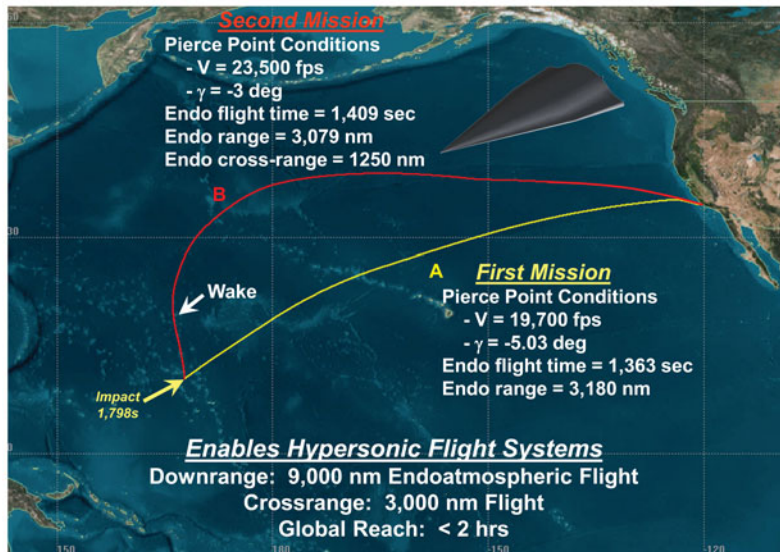 Second Mission
Pierce Point Conditions
- V = 23,500 fps
- γ = -3 deg
Endo flight time = 1,409 sec
Endo range = 3,079 nm
Endo cross-range = 1250 nm
B
30
A
First Mission
Pierce Point Conditions
- V = 19,700 fps
- γ = -5.03 deg
Endo flight time = 1,363 sec
Endo range = 3,180 nm
Wake
Impact
1,798s
Enables Hypersonic Flight Systems
Downrange: 9,000 nm Endoatmospheric Flight
Crossrange: 3,000 nm Flight
Global Reach: < 2 hrs
-150
-120